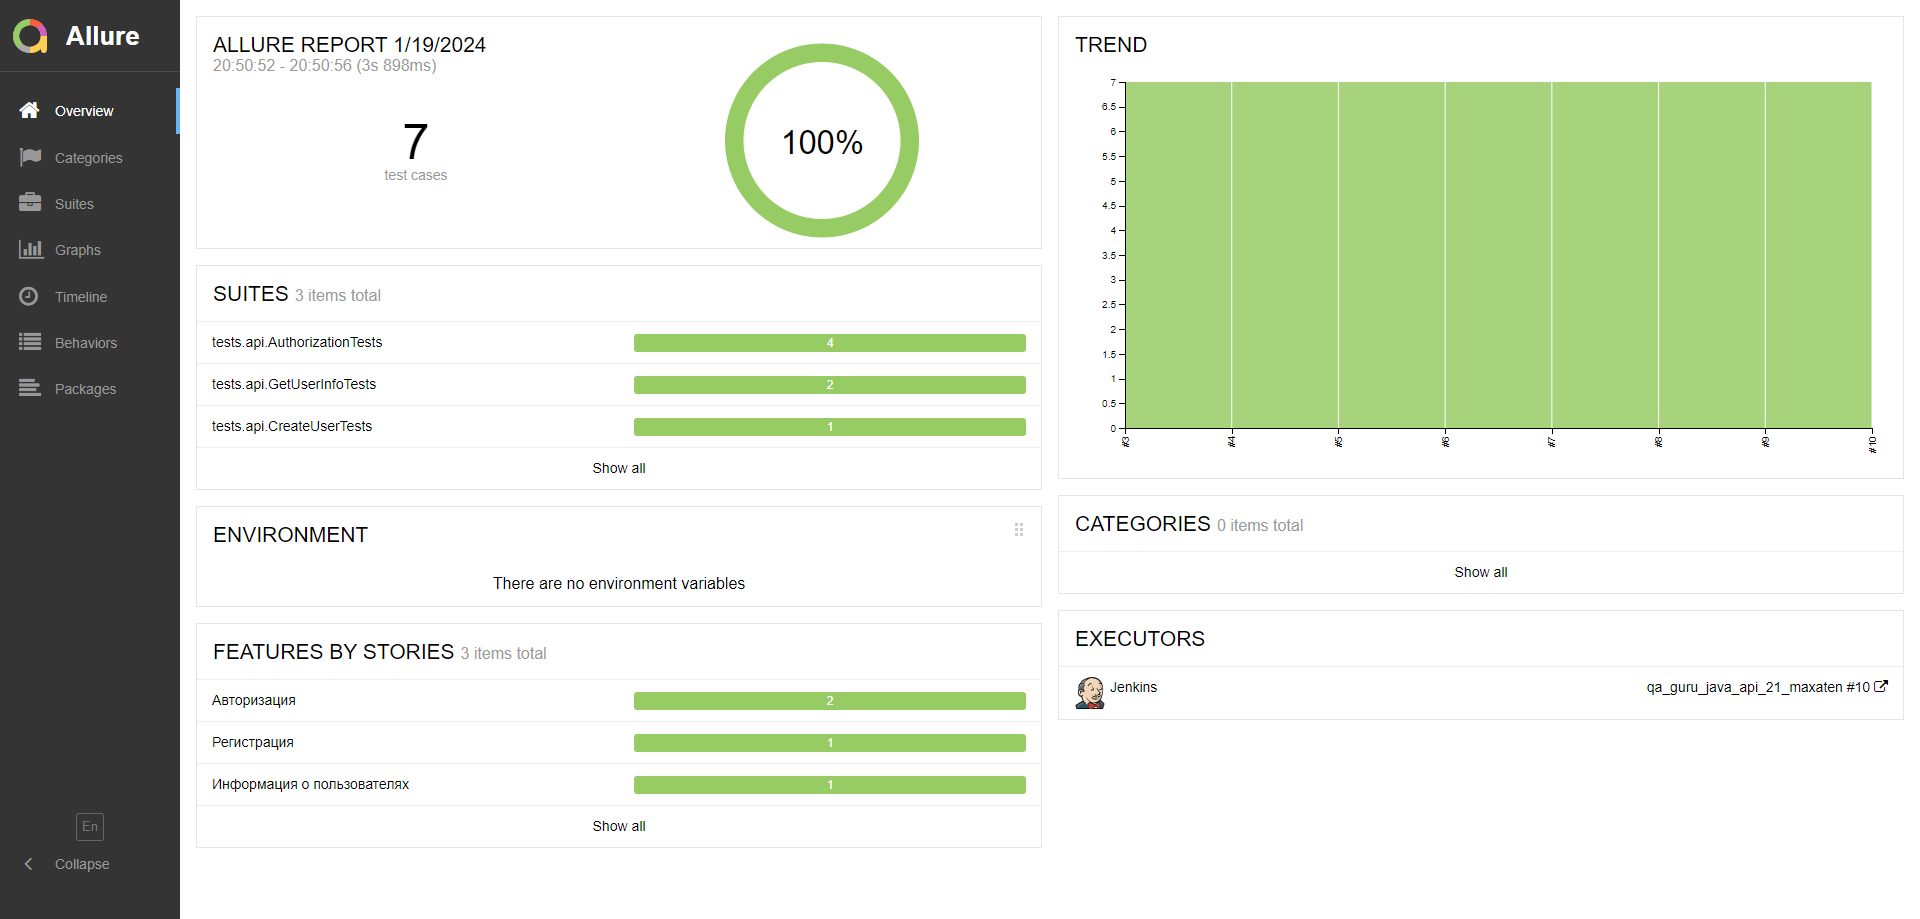 Allure
Overview
Categories
Suites
Graphs
Timeline
Behaviors
Packages
En
Collapse
ALLURE REPORT 1/19/2024
20:50:52 - 20:50:56 (3s 898ms)
7
test cases
100%
SUITES 3 items total
tests.api.AuthorizationTests 4
tests.api.GetUserInfoTests 2
tests.api.CreateUserTests 1
Show all
ENVIRONMENT
There are no environment variables
FEATURES BY STORIES 3 items total
Авторизация 2
Регистрация 1
Информация о пользователях 1
Show all
TREND
7
6.5
6
5.5
5
4.5
4
3.5
3
2.5
2
1.5
1
0.5
0
#3 #4 #5 #6 #7 #8 #9 #10
CATEGORIES 0 items total
Show all
EXECUTORS
Jenkins qa_guru_java_api_21_maxaten #10